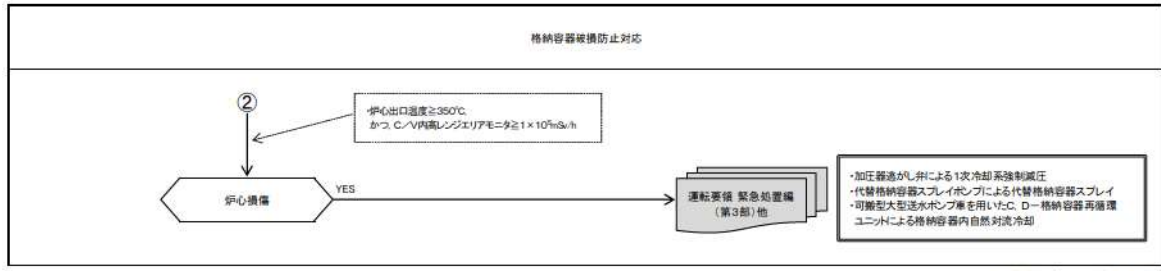 格納容器破損防止対応
②
・炉心出口温度≧350℃,
かつ, C/V内高レンジエリアモニタ≧1×10⁵mSv/h
炉心損傷
YES
運転要領 緊急処置編
(第3部)他
・加圧器逃がし弁による1次冷却系強制減圧
・代替格納容器スプレイポンプによる代替格納容器スプレイ
・可搬型大型送水ポンプ車を用いたC, D-格納容器再循環
ユニットによる格納容器内自然対流冷却